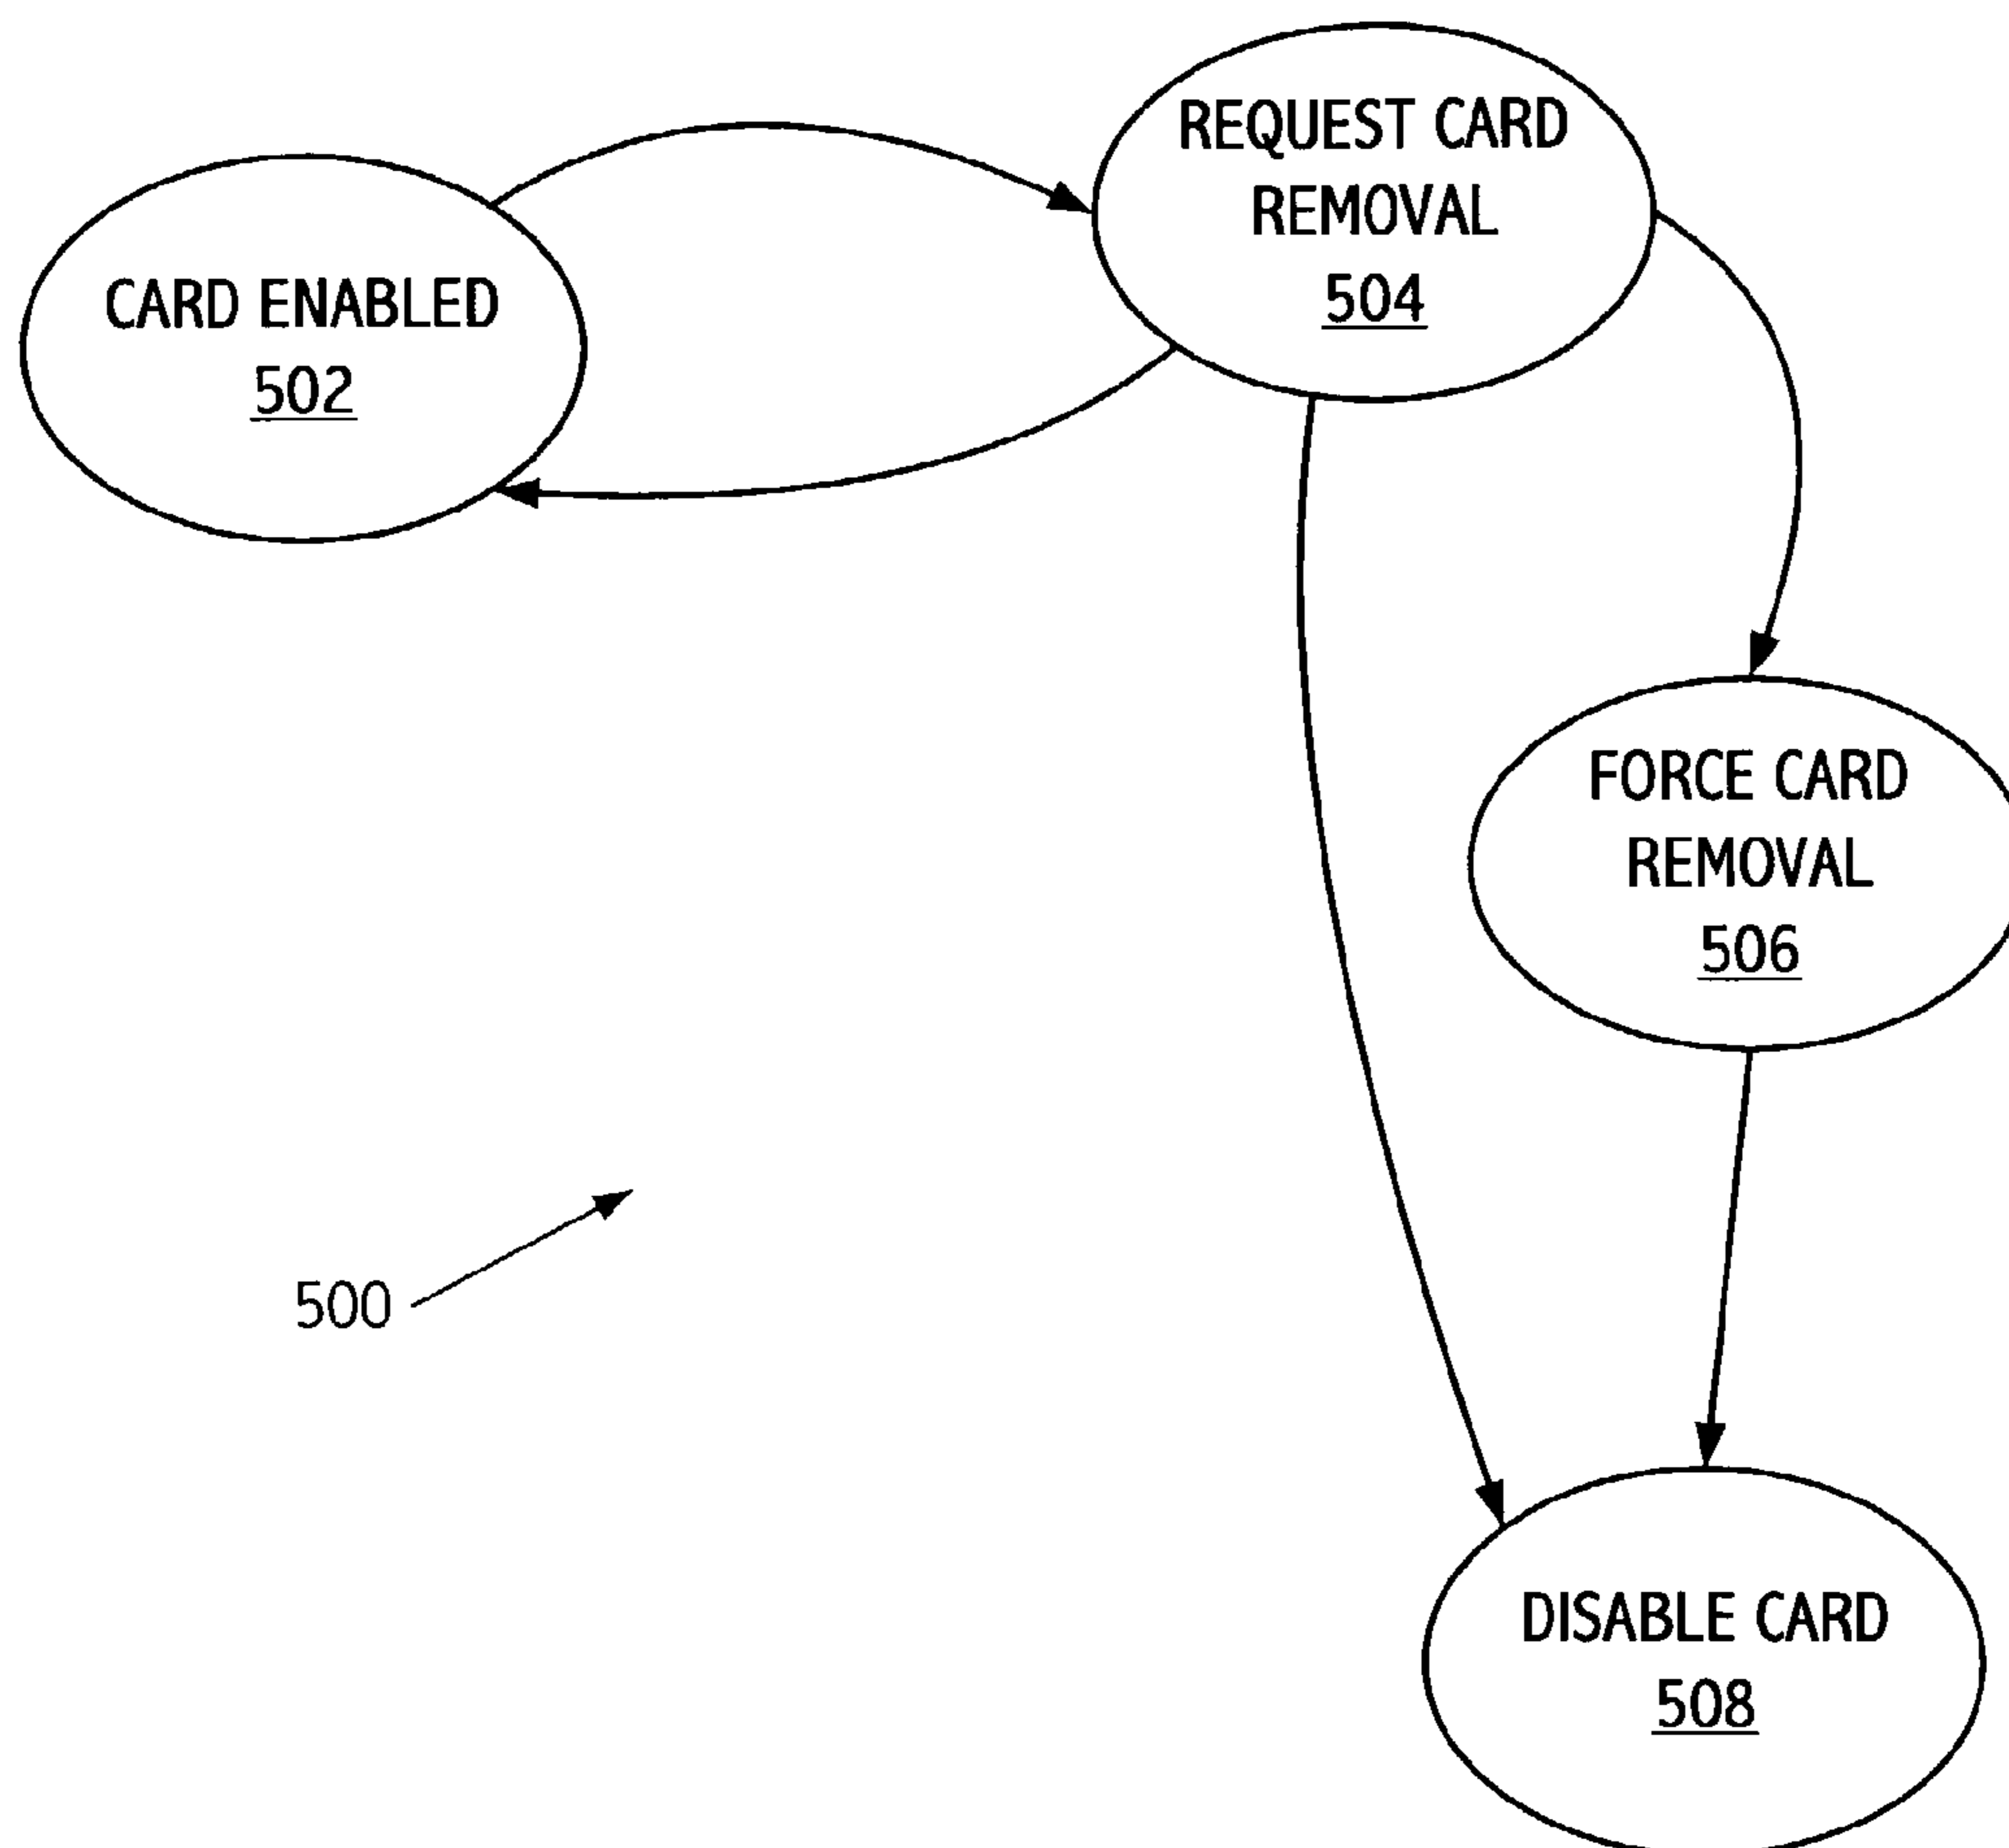 REQUEST CARD
REMOVAL
504
CARD ENABLED
502
FORCE CARD
REMOVAL
506
500
DISABLE CARD
508